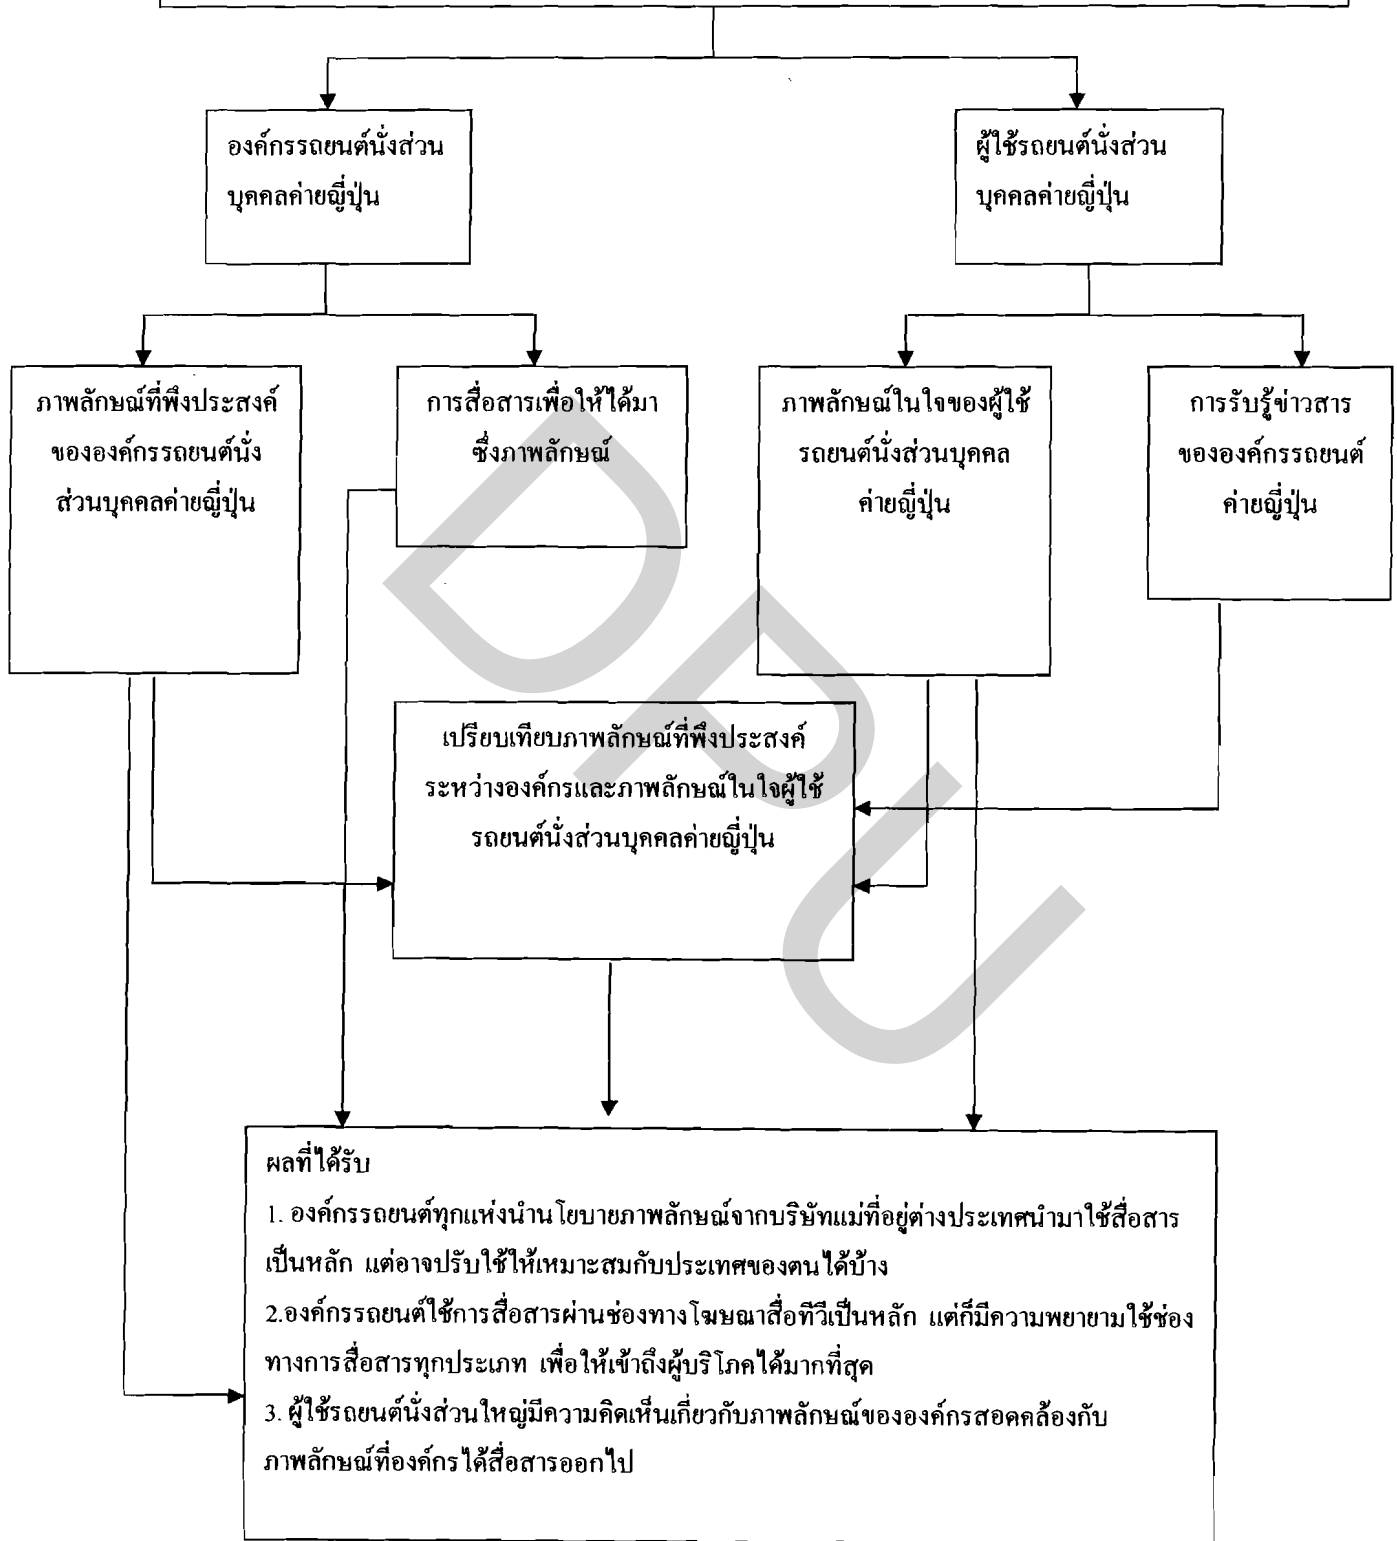 องค์กรรถยนต์นั่งส่วน
บุคคลค่ายญี่ปุ่น
ผู้ใช้รถยนต์นั่งส่วน
บุคคลค่ายญี่ปุ่น
ภาพลักษณ์ที่พึงประสงค์
ขององค์กรรถยนต์นั่ง
ส่วนบุคคลค่ายญี่ปุ่น
การสื่อสารเพื่อให้ได้มา
ซึ่งภาพลักษณ์
ภาพลักษณ์ในใจของผู้ใช้
รถยนต์นั่งส่วนบุคคล
ค่ายญี่ปุ่น
การรับรู้ข่าวสาร
ขององค์กรรถยนต์
ค่ายญี่ปุ่น
เปรียบเทียบภาพลักษณ์ที่พึงประสงค์
ระหว่างองค์กรและภาพลักษณ์ในใจผู้ใช้
รถยนต์นั่งส่วนบุคคลค่ายญี่ปุ่น
ผลที่ได้รับ
1. องค์กรรถยนต์ทุกแห่งนำนโยบายภาพลักษณ์จากบริษัทแม่ที่อยู่ต่างประเทศนำมาใช้สื่อสาร
เป็นหลัก แต่อาจปรับใช้ให้เหมาะสมกับประเทศของตนได้บ้าง
2.องค์กรรถยนต์ใช้การสื่อสารผ่านช่องทางโฆษณาสื่อทีวีเป็นหลัก แต่ก็มีความพยายามใช้ช่อง
ทางการสื่อสารทุกประเภท เพื่อให้เข้าถึงผู้บริโภคได้มากที่สุด
3. ผู้ใช้รถยนต์นั่งส่วนใหญ่มีความคิดเห็นเกี่ยวกับภาพลักษณ์ขององค์กรสอดคล้องกับ
ภาพลักษณ์ที่องค์กรได้สื่อสารออกไป
DPU